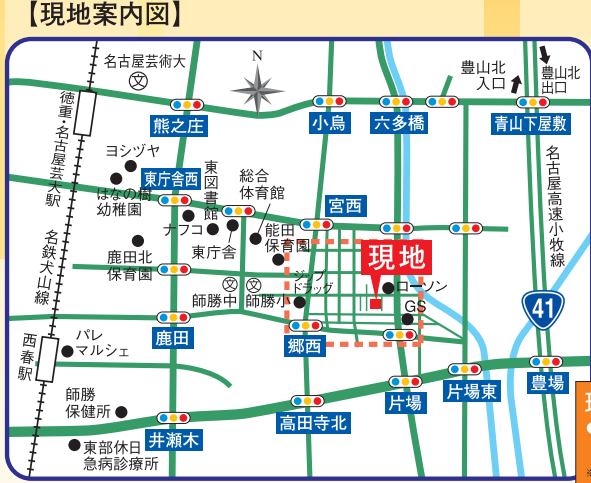 【現地案内図】
名古屋芸術大
文
N
豊山北
入口
豊山北
出口
熊之庄
小鳥
六多橋
青山下屋敷
徳重・名古屋芸大駅
ヨシヅヤ
はなの樹
幼稚園
東庁舎西
東図書館
総合
体育館
宮西
名古屋高速小牧線
ナフコ
東庁舎
能田
保育園
現地
鹿田北
保育園
名鉄犬山線
文
文
師勝中
師勝小
ジップ
ドラッグ
ローソン
GS
41
西春駅
パレ
マルシェ
鹿田
郷西
片場
片場東
豊場
師勝
保健所
高田寺北
井瀬木
東部休日
急病診療所